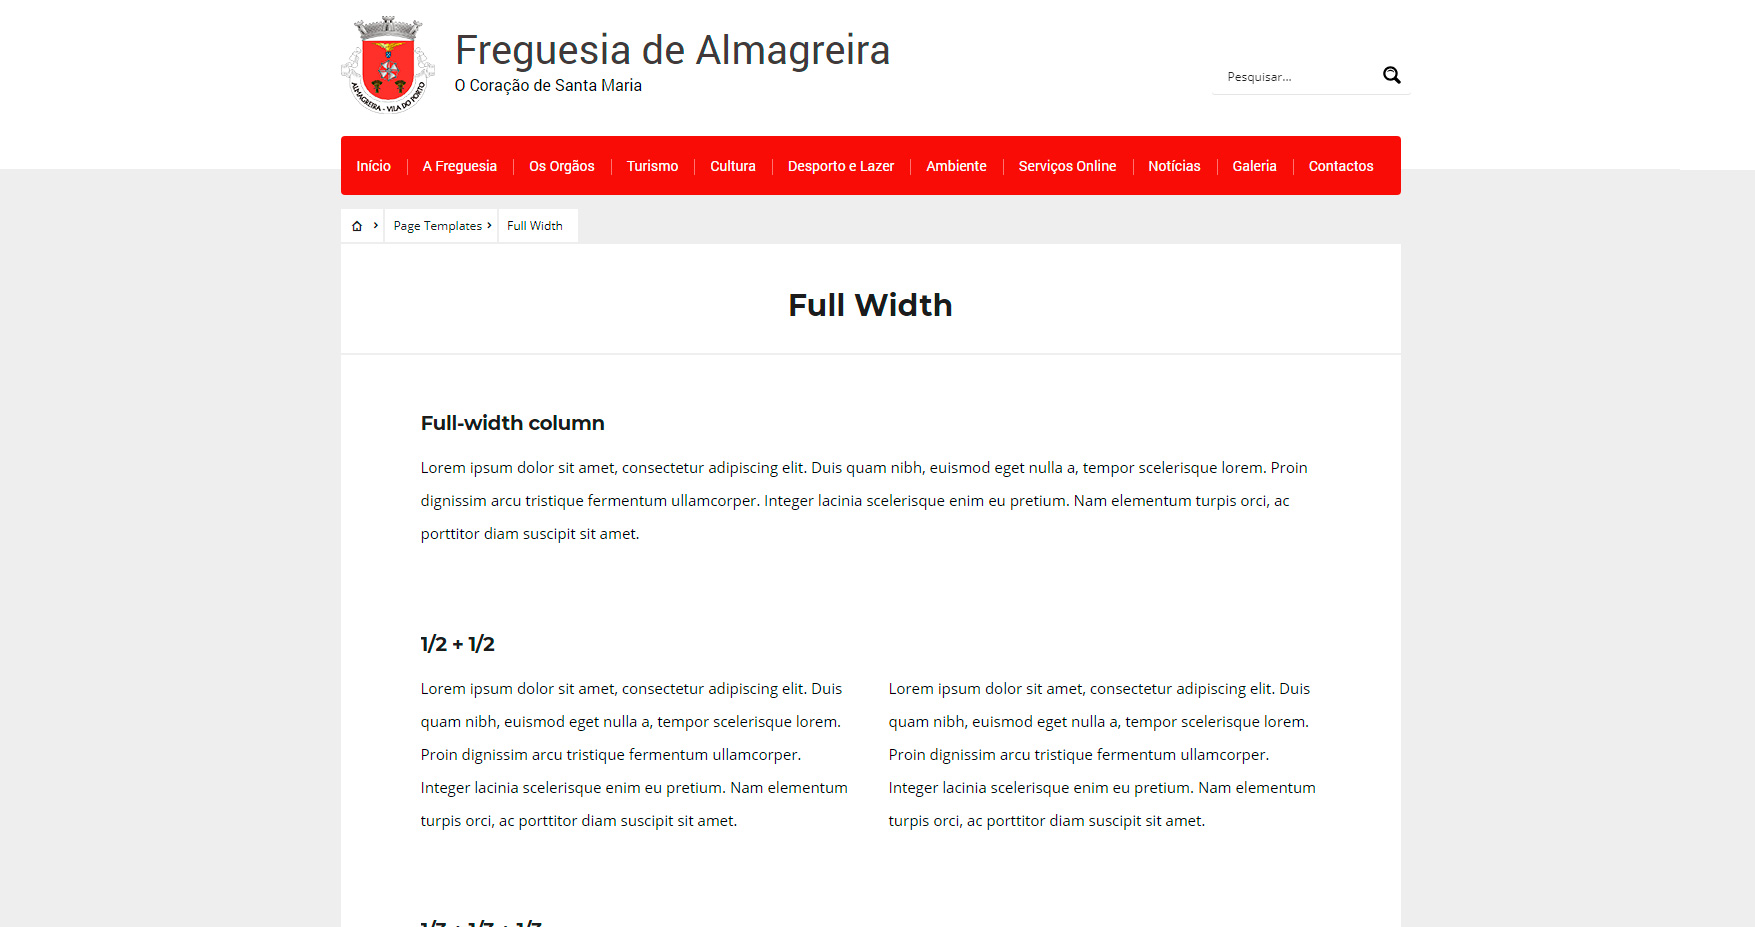 Freguesia de Almagreira
O Coração de Santa Maria
ALMAGREIRA - VILA DO PORTO
Pesquisar...
Início
A Freguesia
Os Orgãos
Turismo
Cultura
Desporto e Lazer
Ambiente
Serviços Online
Notícias
Galeria
Contactos
Page Templates
Full Width
Full Width
Full-width column
Lorem ipsum dolor sit amet, consectetur adipiscing elit. Duis quam nibh, euismod eget nulla a, tempor scelerisque lorem. Proin
dignissim arcu tristique fermentum ullamcorper. Integer lacinia scelerisque enim eu pretium. Nam elementum turpis orci, ac
porttitor diam suscipit sit amet.
1/2 + 1/2
Lorem ipsum dolor sit amet, consectetur adipiscing elit. Duis
quam nibh, euismod eget nulla a, tempor scelerisque lorem.
Proin dignissim arcu tristique fermentum ullamcorper.
Integer lacinia scelerisque enim eu pretium. Nam elementum
turpis orci, ac porttitor diam suscipit sit amet.
Lorem ipsum dolor sit amet, consectetur adipiscing elit. Duis
quam nibh, euismod eget nulla a, tempor scelerisque lorem.
Proin dignissim arcu tristique fermentum ullamcorper.
Integer lacinia scelerisque enim eu pretium. Nam elementum
turpis orci, ac porttitor diam suscipit sit amet.
1/3 + 1/3 + 1/3